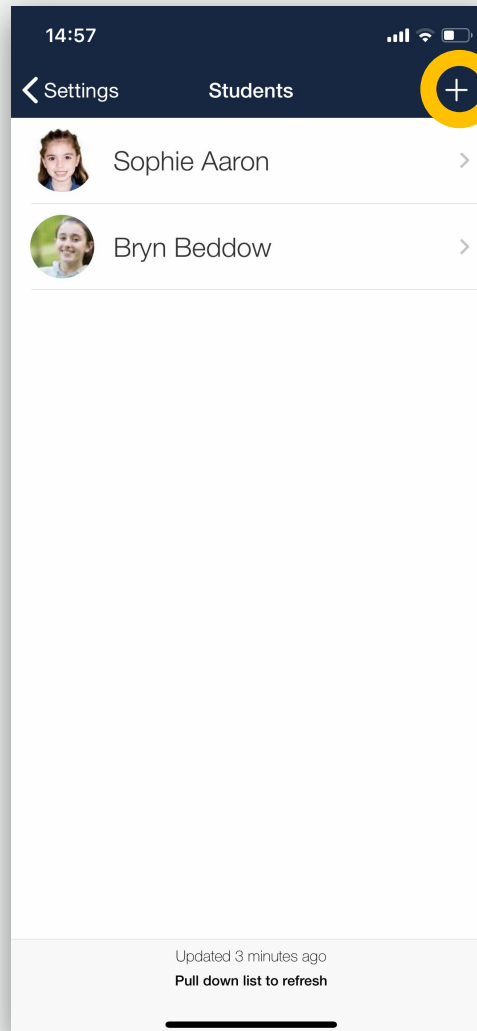 14:57
Settings
Students
Sophie Aaron
Bryn Beddow
Updated 3 minutes ago
Pull down list to refresh